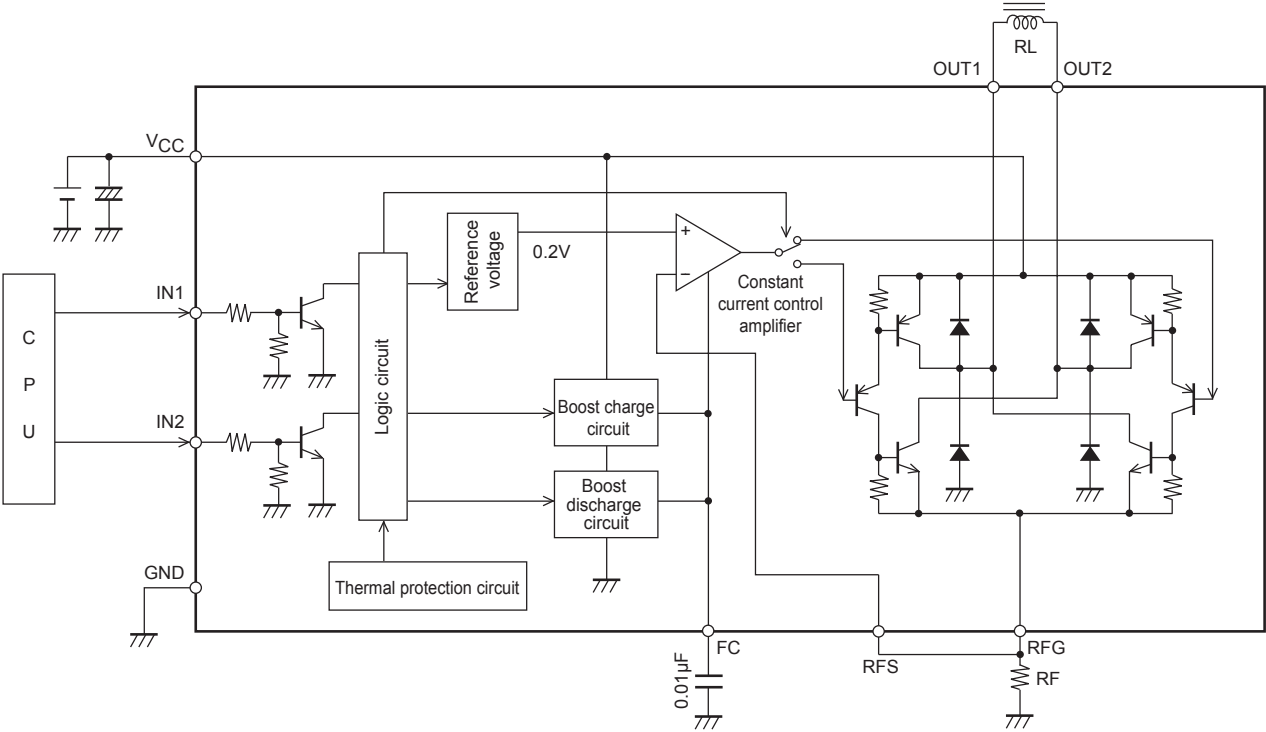 RL
OUT1
OUT2
VCC
Reference
voltage
0.2V
+
−
Constant
current control
amplifier
IN1
C
P
U
Logic circuit
IN2
Boost charge
circuit
Boost
discharge
circuit
GND
Thermal protection circuit
FC
0.01µF
RFS
RFG
RF